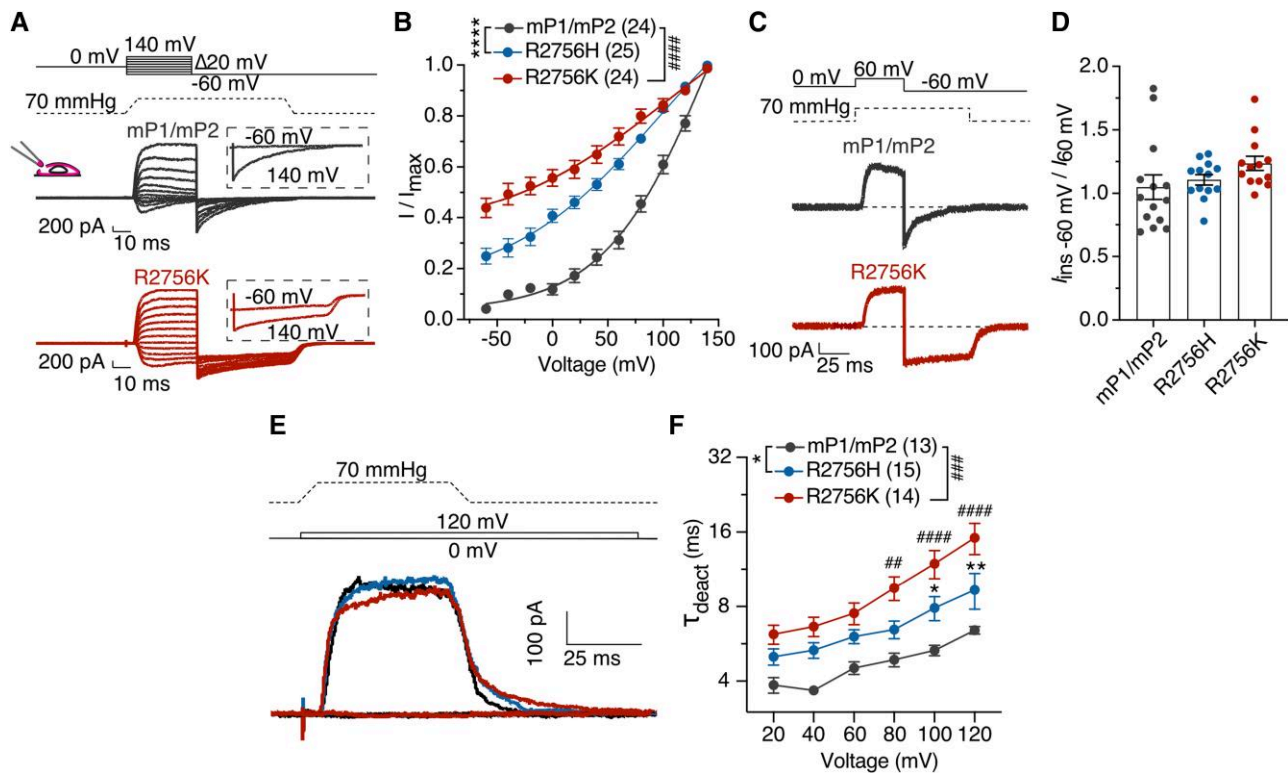 A
0 mV
140 mV
Δ20 mV
-60 mV
70 mmHg
mP1/mP2
-60 mV
140 mV
200 pA
10 ms
R2756K
-60 mV
140 mV
200 pA
10 ms
B
****
mP1/mP2 (24)
R2756H (25)
R2756K (24)
####
I / Imax
1.0
0.8
0.6
0.4
0.2
0.0
-50 0 50 100 150
Voltage (mV)
C
0 mV
60 mV
-60 mV
70 mmHg
mP1/mP2
R2756K
100 pA
25 ms
D
Iins -60 mV / 60 mV
2.0
1.5
1.0
0.5
0.0
mP1/mP2
R2756H
R2756K
E
70 mmHg
120 mV
0 mV
100 pA
25 ms
F
*
mP1/mP2 (13)
R2756H (15)
R2756K (14)
###
τdeact (ms)
32
16
8
4
##
####
####
*
**
20 40 60 80 100 120
Voltage (mV)